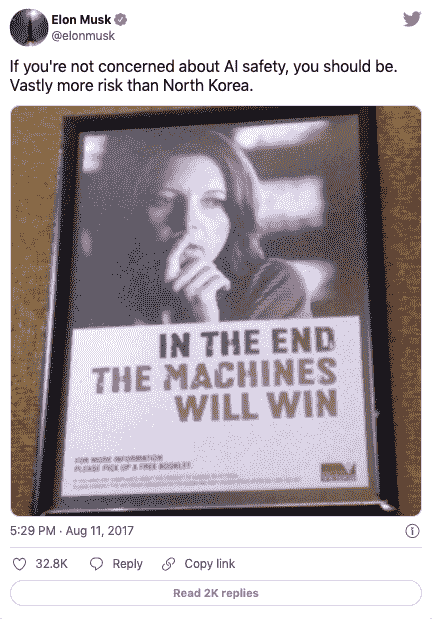 Elon Musk
@elonmusk
If you're not concerned about AI safety, you should be.
Vastly more risk than North Korea.
IN THE END
THE MACHINES
WILL WIN
FOR MORE INFORMATION
PLEASE PICK UP A FREE BOOKLET.
5:29 PM · Aug 11, 2017
32.8K Reply Copy link
Read 2K replies